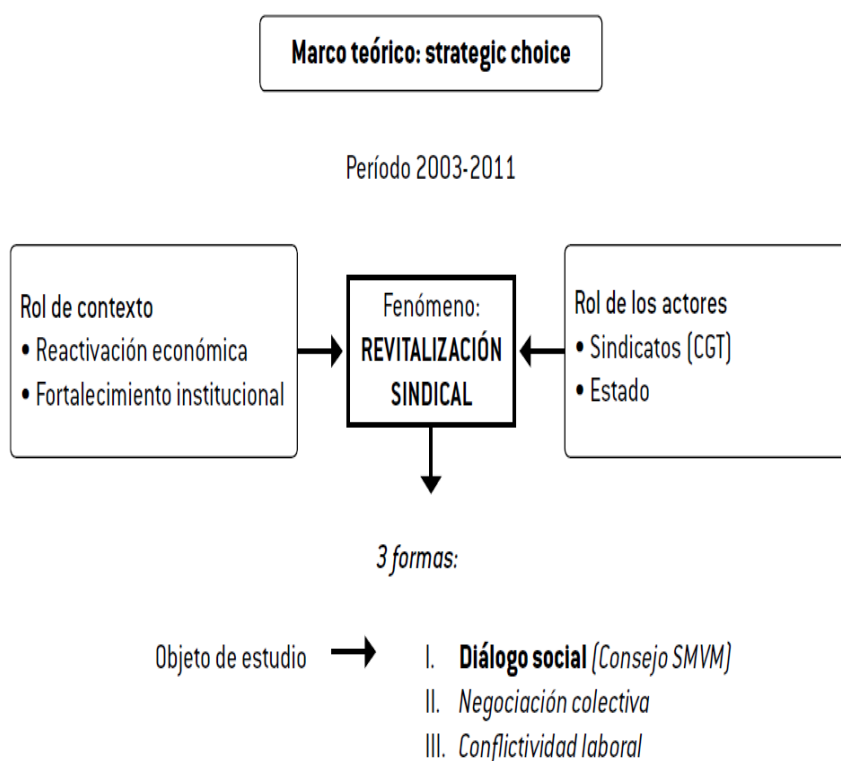 Marco teórico: strategic choice
Período 2003-2011
Rol de contexto
• Reactivación económica
• Fortalecimiento institucional
Fenómeno:
REVITALIZACIÓN
SINDICAL
Rol de los actores
• Sindicatos (CGT)
• Estado
3 formas:
Objeto de estudio
I. Diálogo social (Consejo SMVM)
II. Negociación colectiva
III. Conflictividad laboral